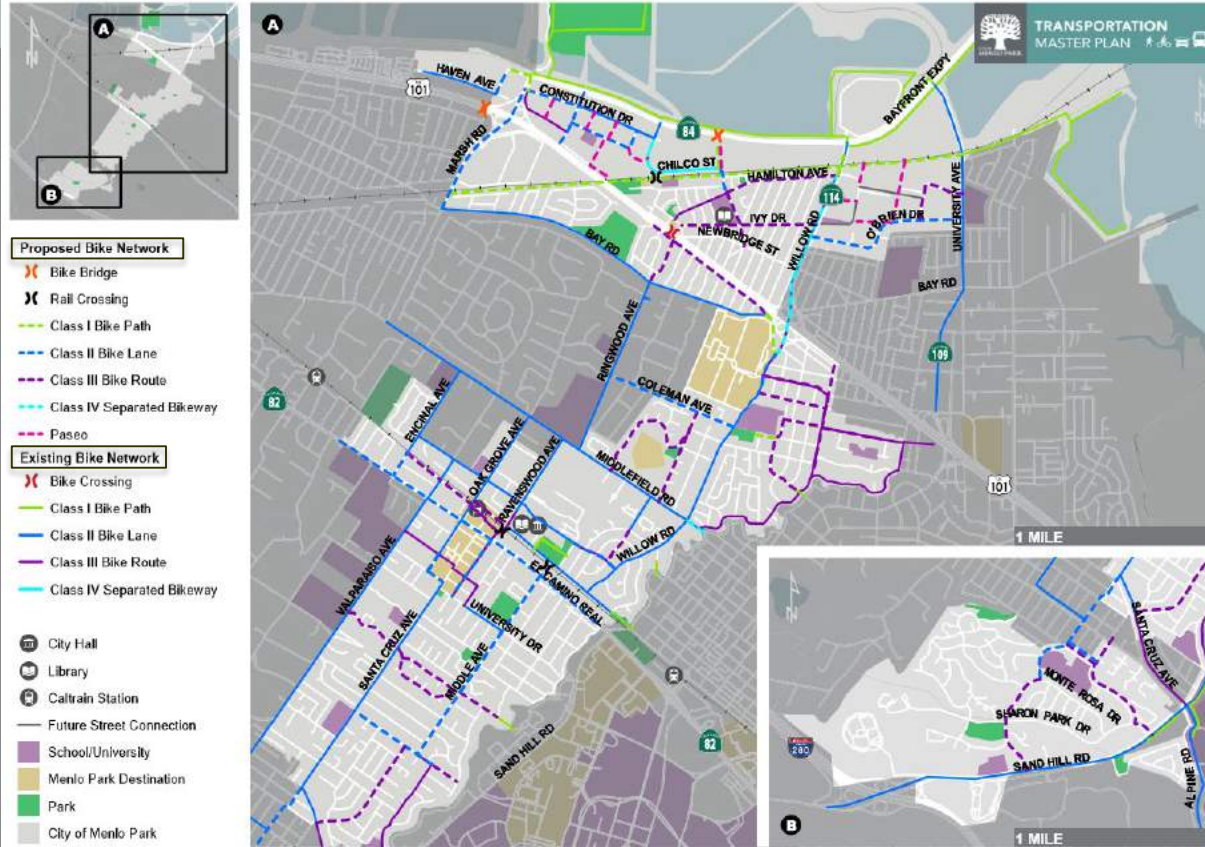 A
B
Proposed Bike Network
Bike Bridge
Rail Crossing
Class I Bike Path
Class II Bike Lane
Class III Bike Route
Class IV Separated Bikeway
Paseo
Existing Bike Network
Bike Crossing
Class I Bike Path
Class II Bike Lane
Class III Bike Route
Class IV Separated Bikeway
City Hall
Library
Caltrain Station
Future Street Connection
School/University
Menlo Park Destination
Park
City of Menlo Park
A
TRANSPORTATION
MASTER PLAN
HAVEN AVE
101
CONSTITUTION DR
84
BAYFRONT EXPY
MARSH RD
CHILCO ST
HAMILTON AVE
114
IVY DR
O'BRIEN DR
NEWBRIDGE ST
WILLOW RD
UNIVERSITY AVE
BAY RD
BAY RD
109
RINGWOOD AVE
82
COLEMAN AVE
ENCINAL AVE
OAK GROVE AVE
RAVENSWOOD AVE
MIDDLEFIELD RD
101
WILLOW RD
VALPARAISO AVE
EL CAMINO REAL
UNIVERSITY DR
SANTA CRUZ AVE
MIDDLE AVE
SAND HILL RD
82
1 MILE
SANTA CRUZ AVE
MONTE ROSA DR
SHARON PARK DR
280
SAND HILL RD
ALPINE RD
B
1 MILE